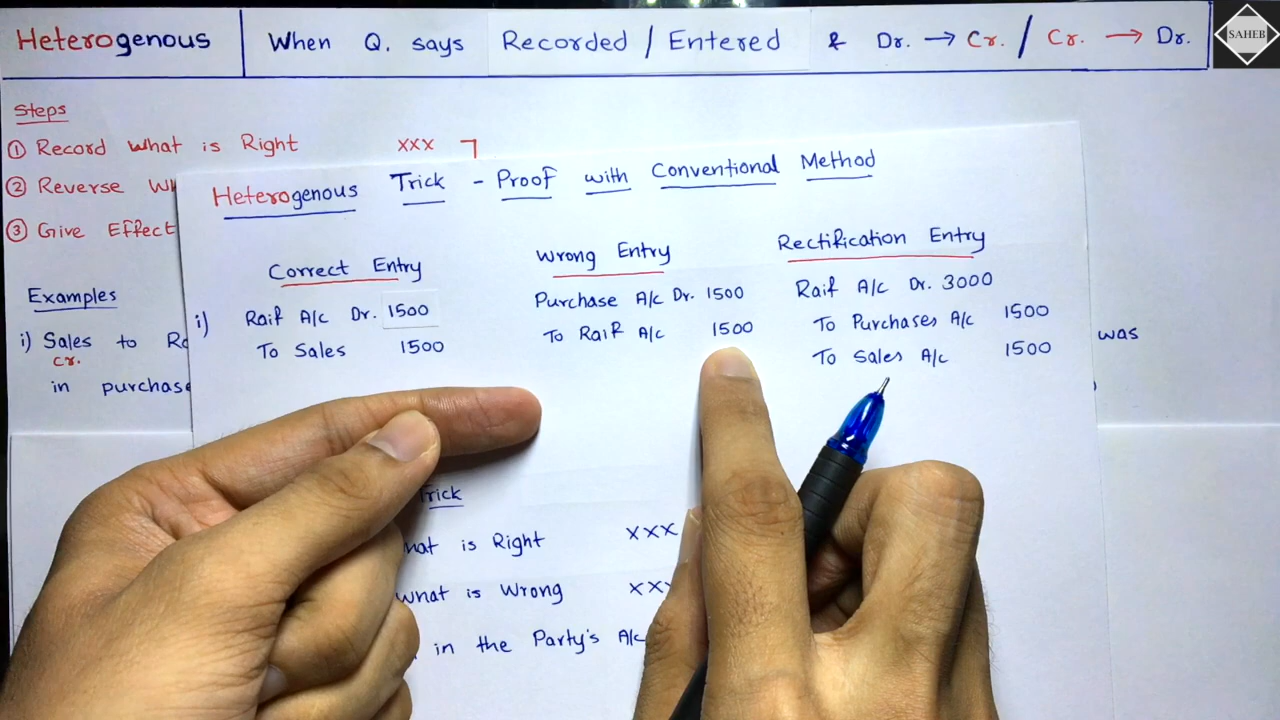 Heterogenous When Q. says Recorded / Entered & Dr. → Cr. / Cr. → Dr.
SAHEB
Steps
① Record What is Right xxx
② Reverse
③ Give Effect
Examples
i) Sales to
Cr.
in purchase
was
Heterogenous Trick - Proof with Conventional Method
Correct Entry
i) Raif A/c Dr. 1500
To Sales 1500
Wrong Entry
Purchase A/c Dr. 1500
To Raif A/c 1500
Rectification Entry
Raif A/c Dr. 3000
To Purchases A/c 1500
To Sales A/c 1500
Trick
what is Right xxx
what is Wrong
in the Party's A/c